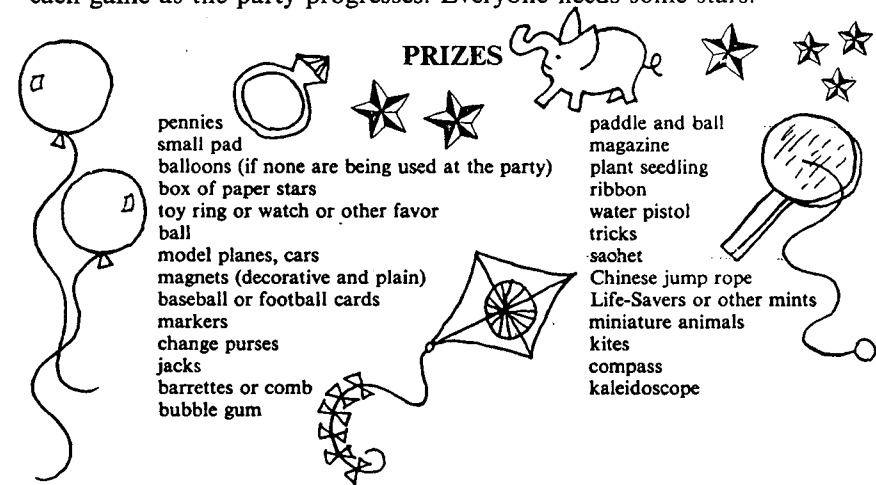 each game as the party progresses. Everyone needs some stars.
PRIZES
pennies
small pad
balloons (if none are being used at the party)
box of paper stars
toy ring or watch or other favor
ball
model planes, cars
magnets (decorative and plain)
baseball or football cards
markers
change purses
jacks
barrettes or comb
bubble gum
paddle and ball
magazine
plant seedling
ribbon
water pistol
tricks
sachet
Chinese jump rope
Life-Savers or other mints
miniature animals
kites
compass
kaleidoscope